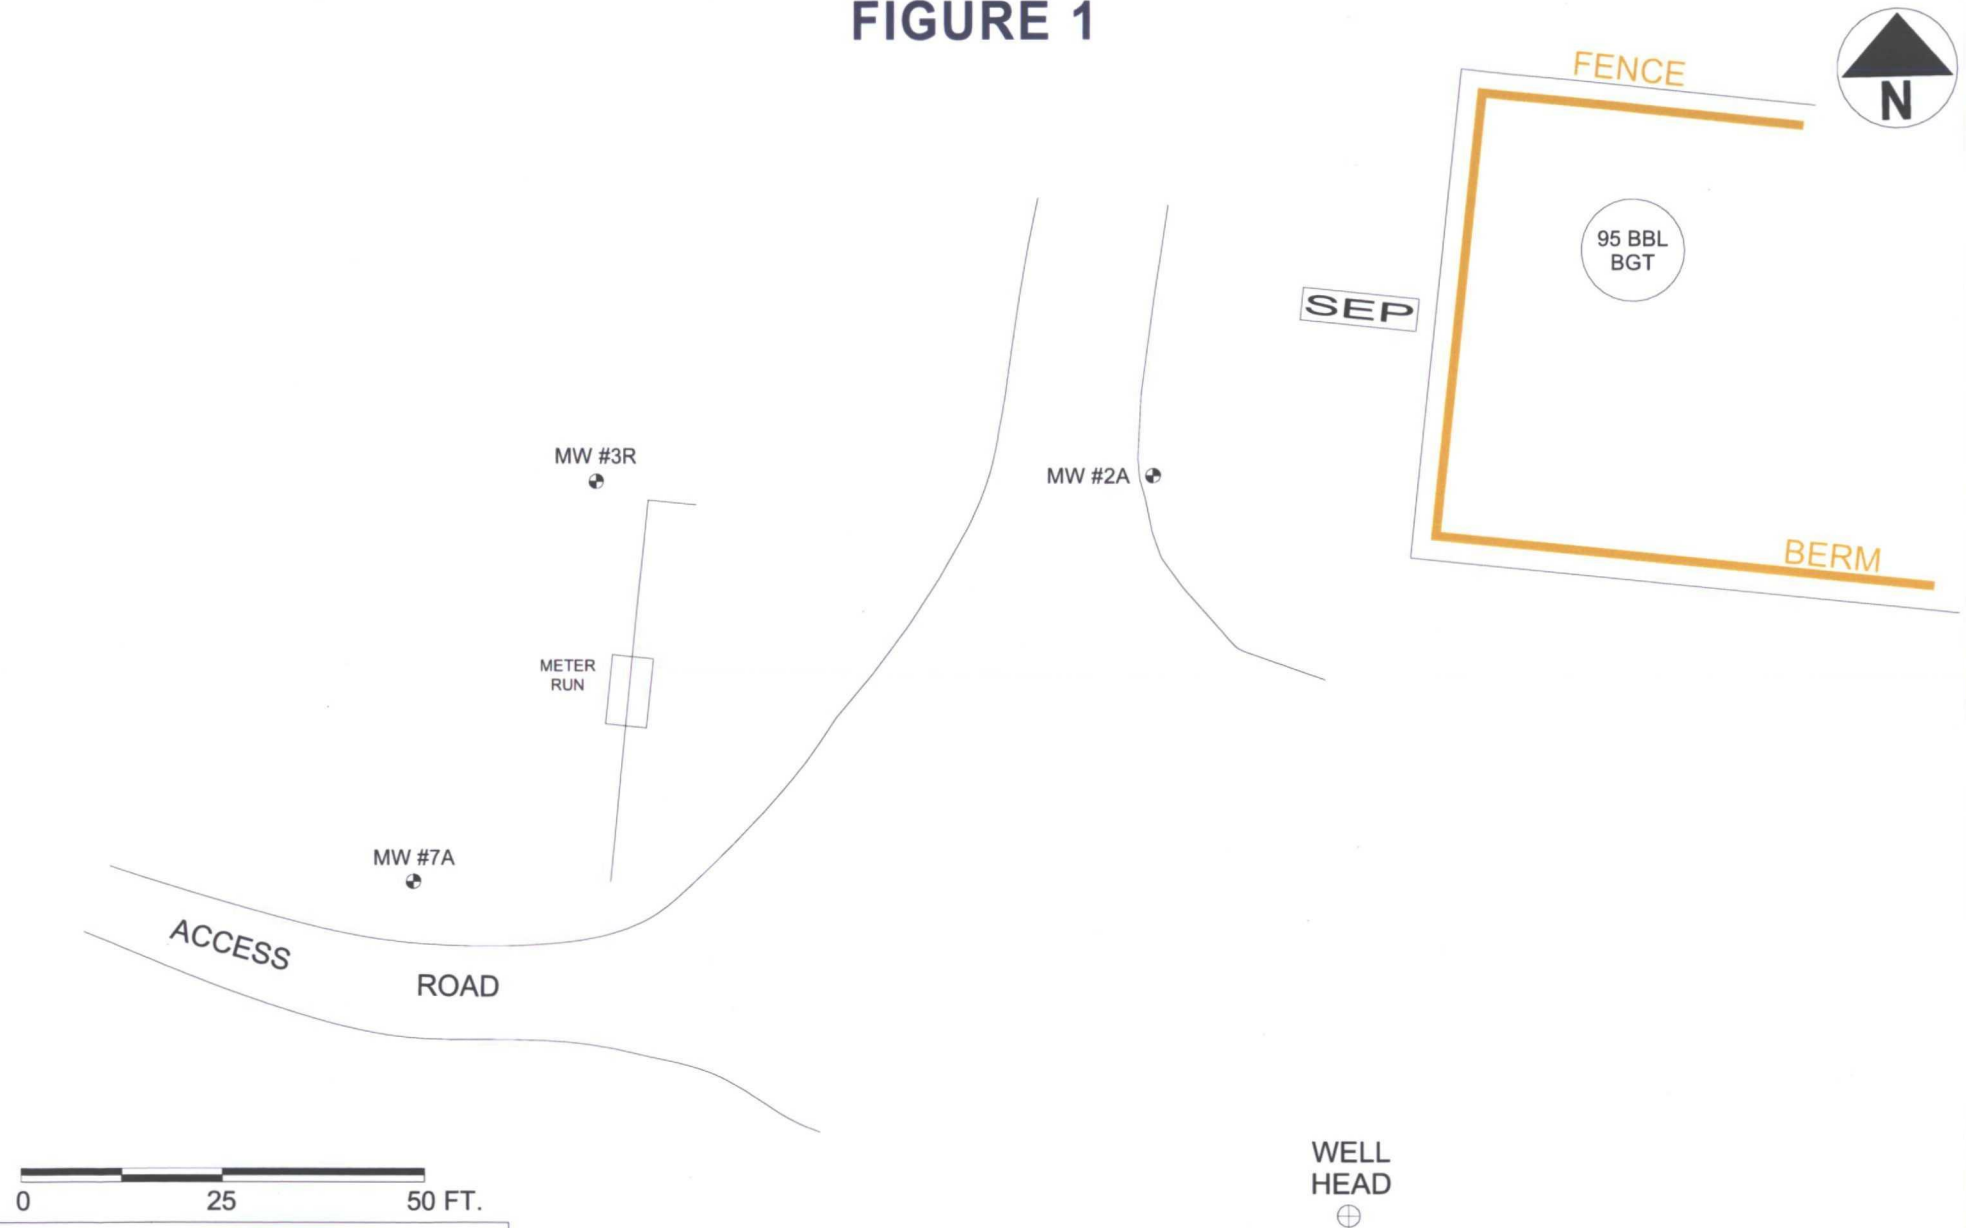 FIGURE 1
FENCE
N
95 BBL
BGT
SEP
MW #3R
MW #2A
BERM
METER
RUN
MW #7A
ACCESS
ROAD
WELL
HEAD
0 25 50 FT.